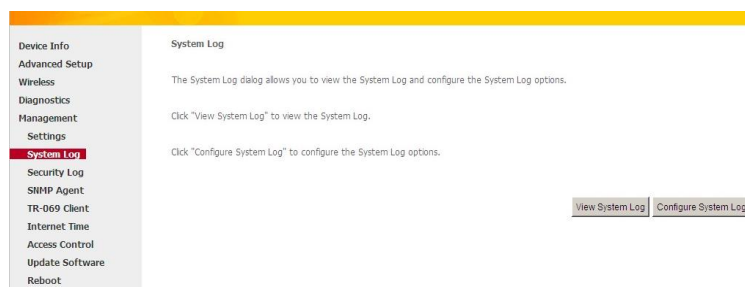 Device Info
Advanced Setup
Wireless
Diagnostics
Management
Settings
System Log
Security Log
SNMP Agent
TR-069 Client
Internet Time
Access Control
Update Software
Reboot
System Log
The System Log dialog allows you to view the System Log and configure the System Log options.
Click "View System Log" to view the System Log.
Click "Configure System Log" to configure the System Log options.
View System Log Configure System Log